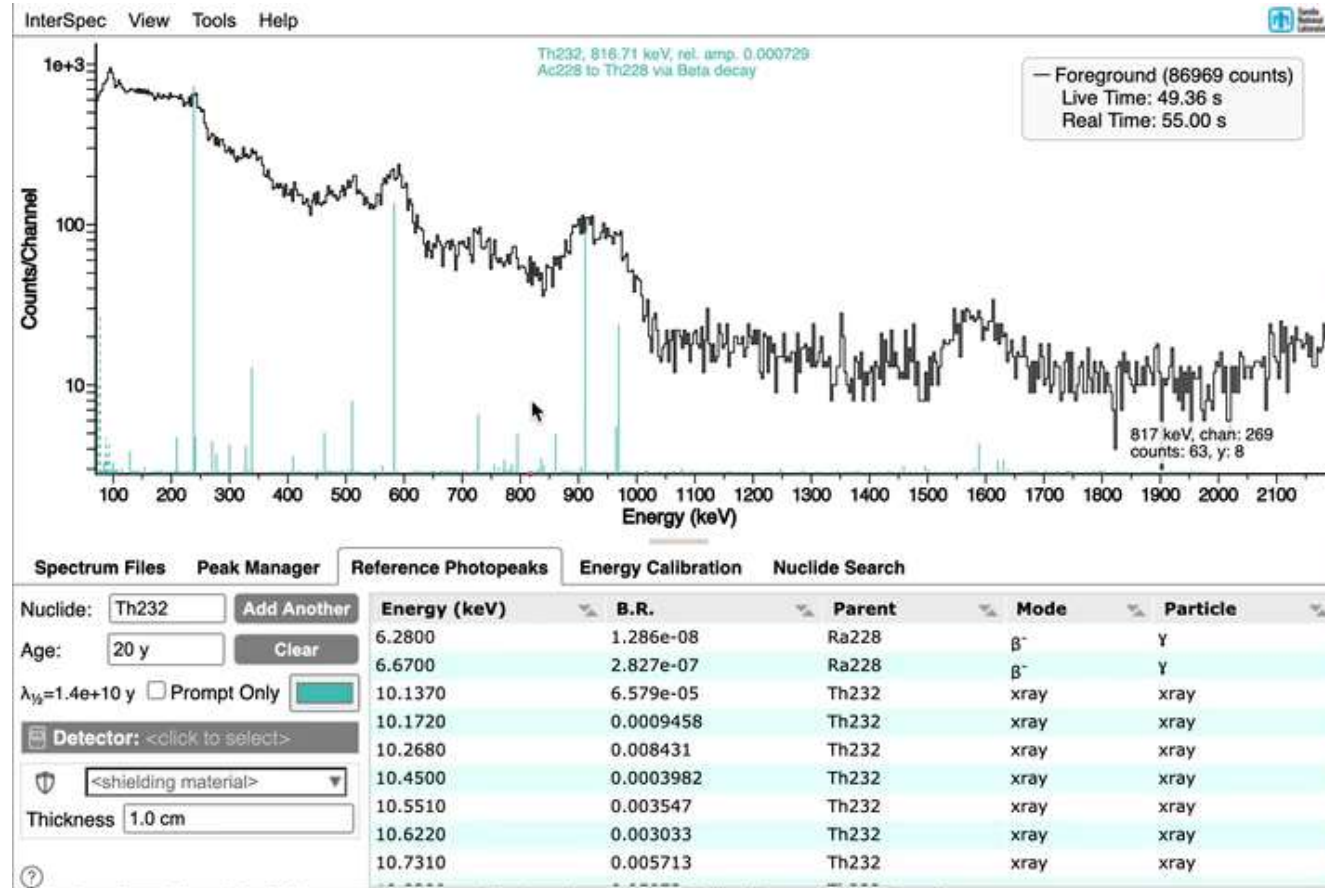 InterSpec View Tools Help
Sandia National Laboratories
Th232, 816.71 keV, rel. amp. 0.000729
Ac228 to Th228 via Beta decay
— Foreground (86969 counts)
Live Time: 49.36 s
Real Time: 55.00 s
1e+3
100
10
Counts/Channel
817 keV, chan: 269
counts: 63, y: 8
100 200 300 400 500 600 700 800 900 1000 1100 1200 1300 1400 1500 1600 1700 1800 1900 2000 2100
Energy (keV)
Spectrum Files Peak Manager Reference Photopeaks Energy Calibration Nuclide Search
Nuclide: Th232 Add Another
Age: 20 y Clear
λ½=1.4e+10 y Prompt Only
Detector: <click to select>
<shielding material>
Thickness 1.0 cm
?
Energy (keV) B.R. Parent Mode Particle
6.2800 1.286e-08 Ra228 β- γ
6.6700 2.827e-07 Ra228 β- γ
10.1370 6.579e-05 Th232 xray xray
10.1720 0.0009458 Th232 xray xray
10.2680 0.008431 Th232 xray xray
10.4500 0.0003982 Th232 xray xray
10.5510 0.003547 Th232 xray xray
10.6220 0.003033 Th232 xray xray
10.7310 0.005713 Th232 xray xray